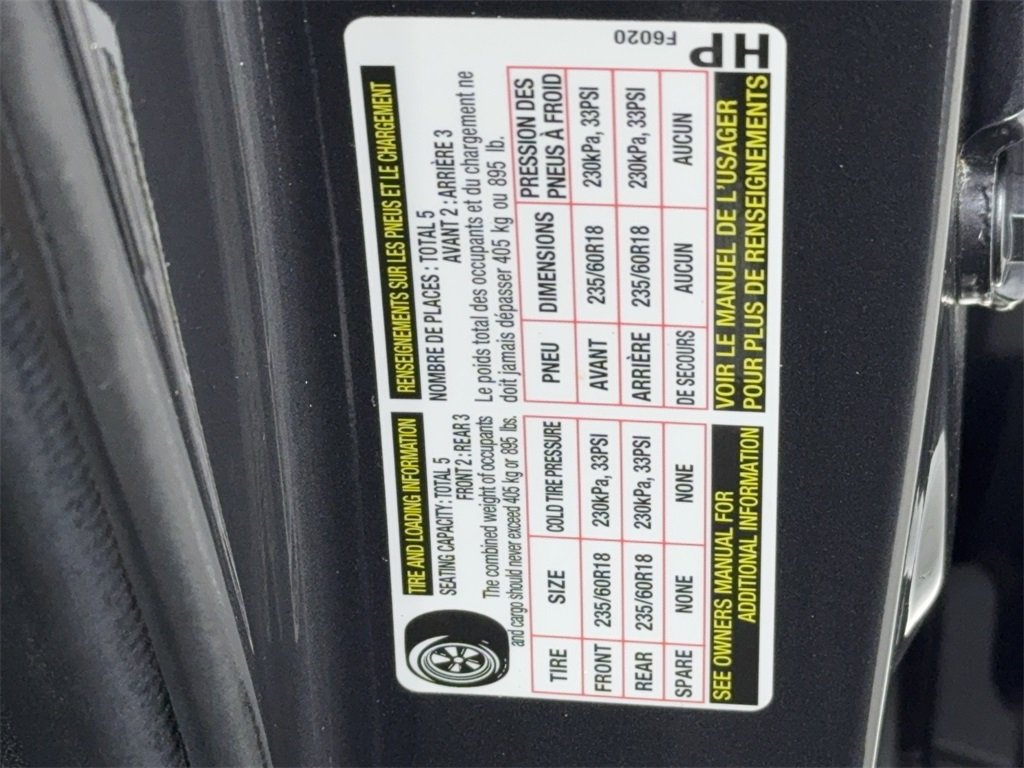 TIRE AND LOADING INFORMATION
SEATING CAPACITY : TOTAL 5
FRONT 2 : REAR 3
The combined weight of occupants
and cargo should never exceed 405 kg or 895 lbs.
TIRE SIZE COLD TIRE PRESSURE
FRONT 235/60R18 230kPa, 33PSI
REAR 235/60R18 230kPa, 33PSI
SPARE NONE NONE
SEE OWNERS MANUAL FOR
ADDITIONAL INFORMATION
RENSEIGNEMENTS SUR LES PNEUS ET LE CHARGEMENT
NOMBRE DE PLACES : TOTAL 5
AVANT 2 : ARRIÈRE 3
Le poids total des occupants et du chargement ne
doit jamais dépasser 405 kg ou 895 lb.
PNEU DIMENSIONS PRESSION DES
PNEUS À FROID
AVANT 235/60R18 230kPa, 33PSI
ARRIÈRE 235/60R18 230kPa, 33PSI
DE SECOURS AUCUN AUCUN
VOIR LE MANUEL DE L'USAGER
POUR PLUS DE RENSEIGNEMENTS
F6020
HP